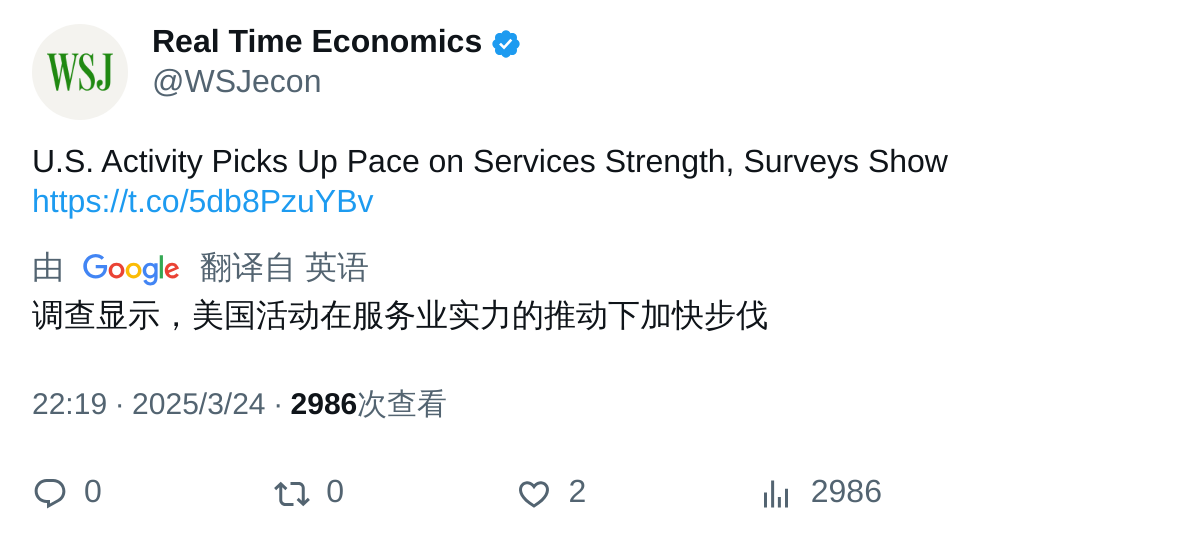 WSJ
Real Time Economics
@WSJecon
U.S. Activity Picks Up Pace on Services Strength, Surveys Show
https://t.co/5db8PzuYBv
由 Google 翻译自 英语
调查显示，美国活动在服务业实力的推动下加快步伐
22:19 · 2025/3/24 · 2986次查看
0 0 2 2986